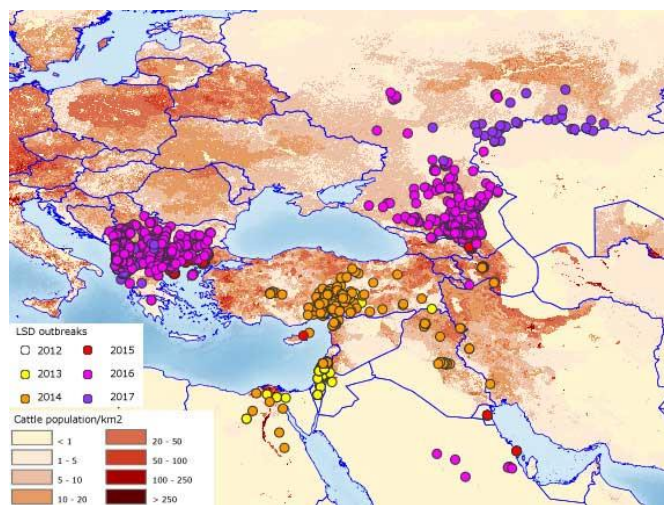 LSD outbreaks
2012 2015
2013 2016
2014 2017
Cattle population/km2
< 1 20 - 50
1 - 5 50 - 100
5 - 10 100 - 250
10 - 20 > 250